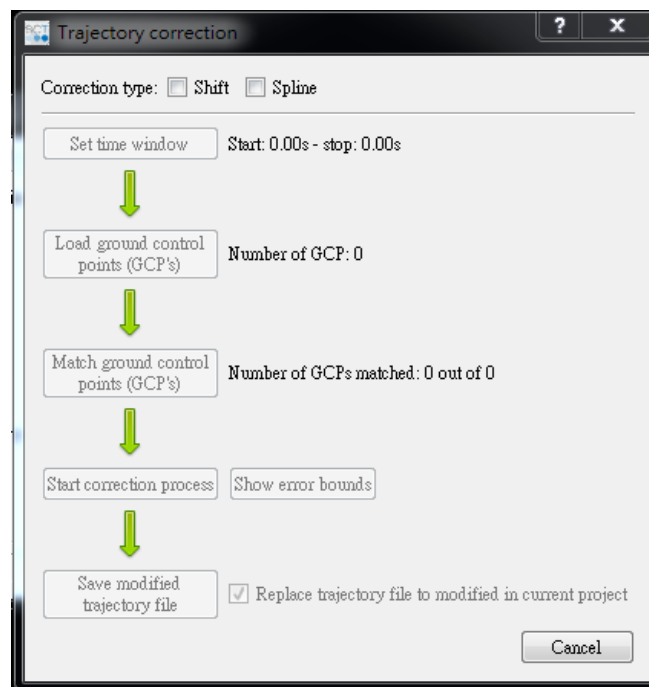 Trajectory correction
Correction type: Shift Spline
Set time window Start: 0.00s - stop: 0.00s
Load ground control
points (GCP's)
Number of GCP: 0
Match ground control
points (GCP's)
Number of GCPs matched: 0 out of 0
Start correction process Show error bounds
Save modified
trajectory file
Replace trajectory file to modified in current project
Cancel